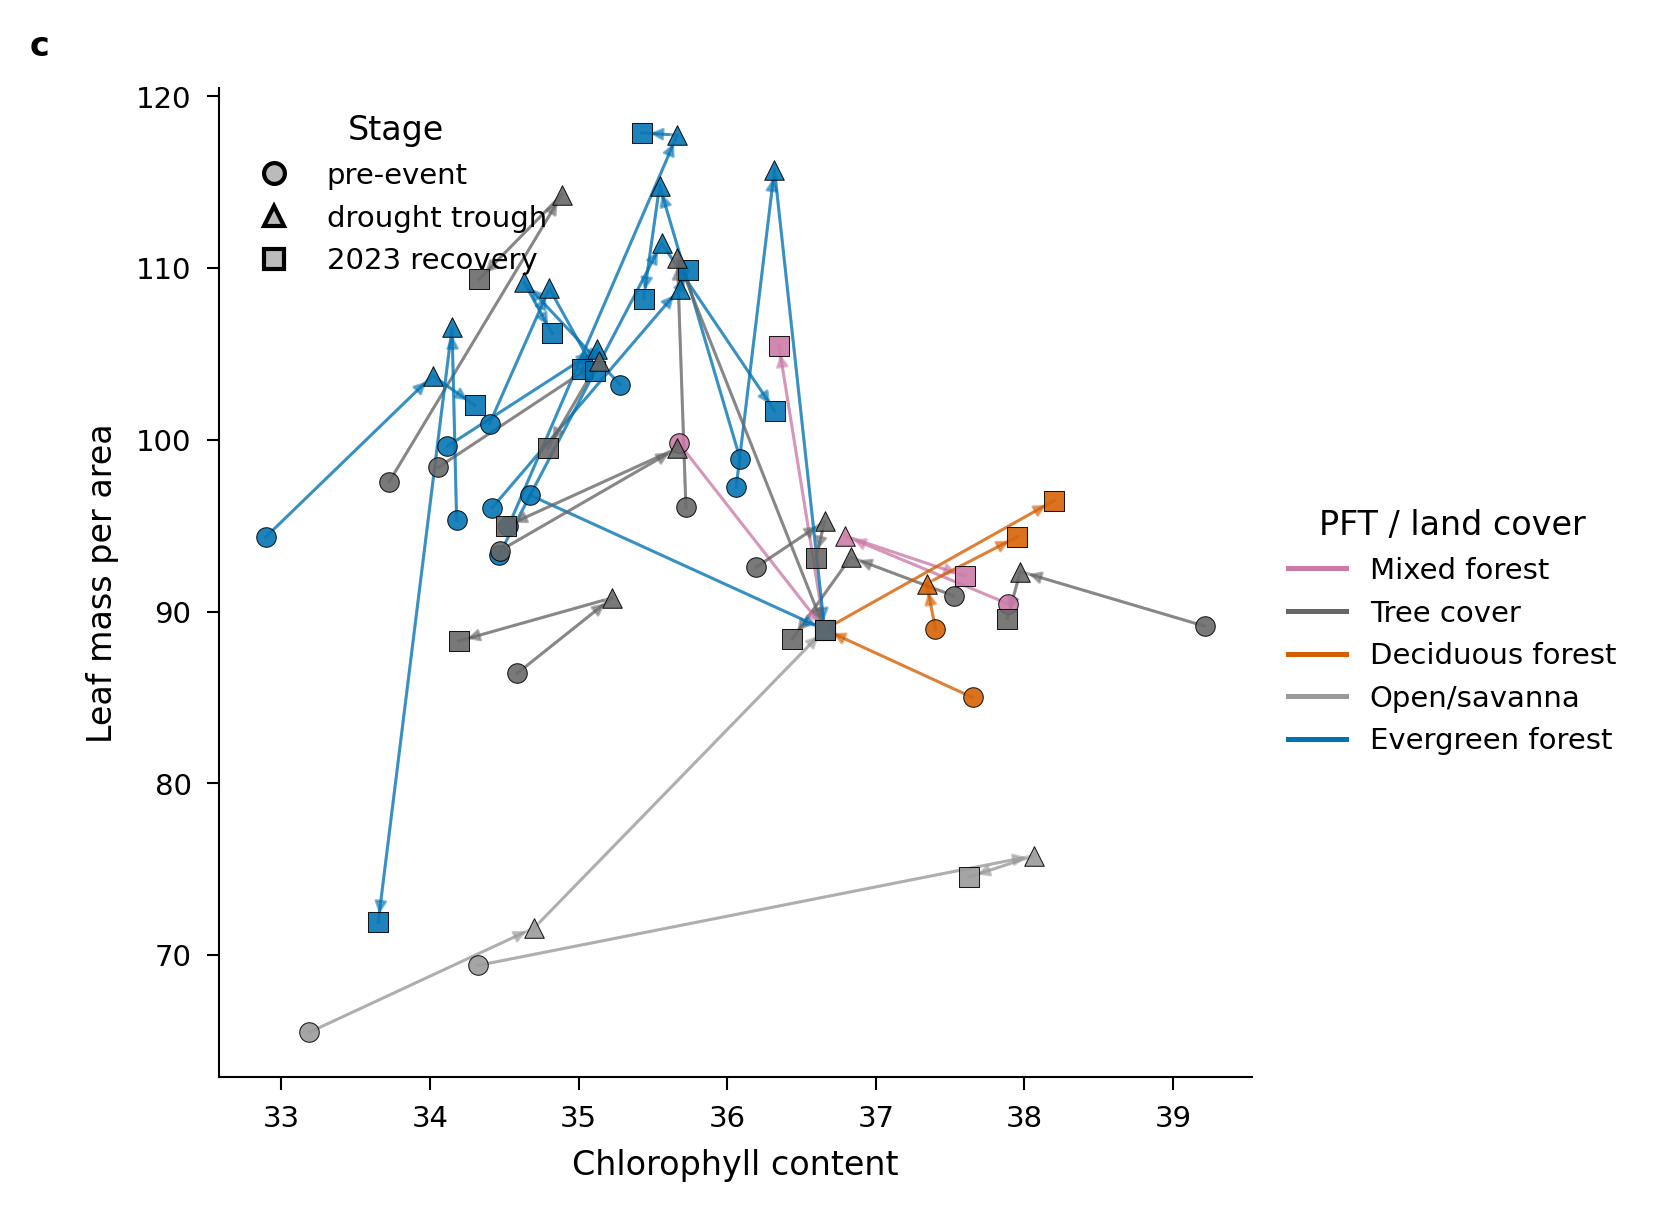 c
120
110
100
90
80
70
Leaf mass per area
Stage
pre-event
drought trough
2023 recovery
PFT / land cover
Mixed forest
Tree cover
Deciduous forest
Open/savanna
Evergreen forest
33 34 35 36 37 38 39
Chlorophyll content